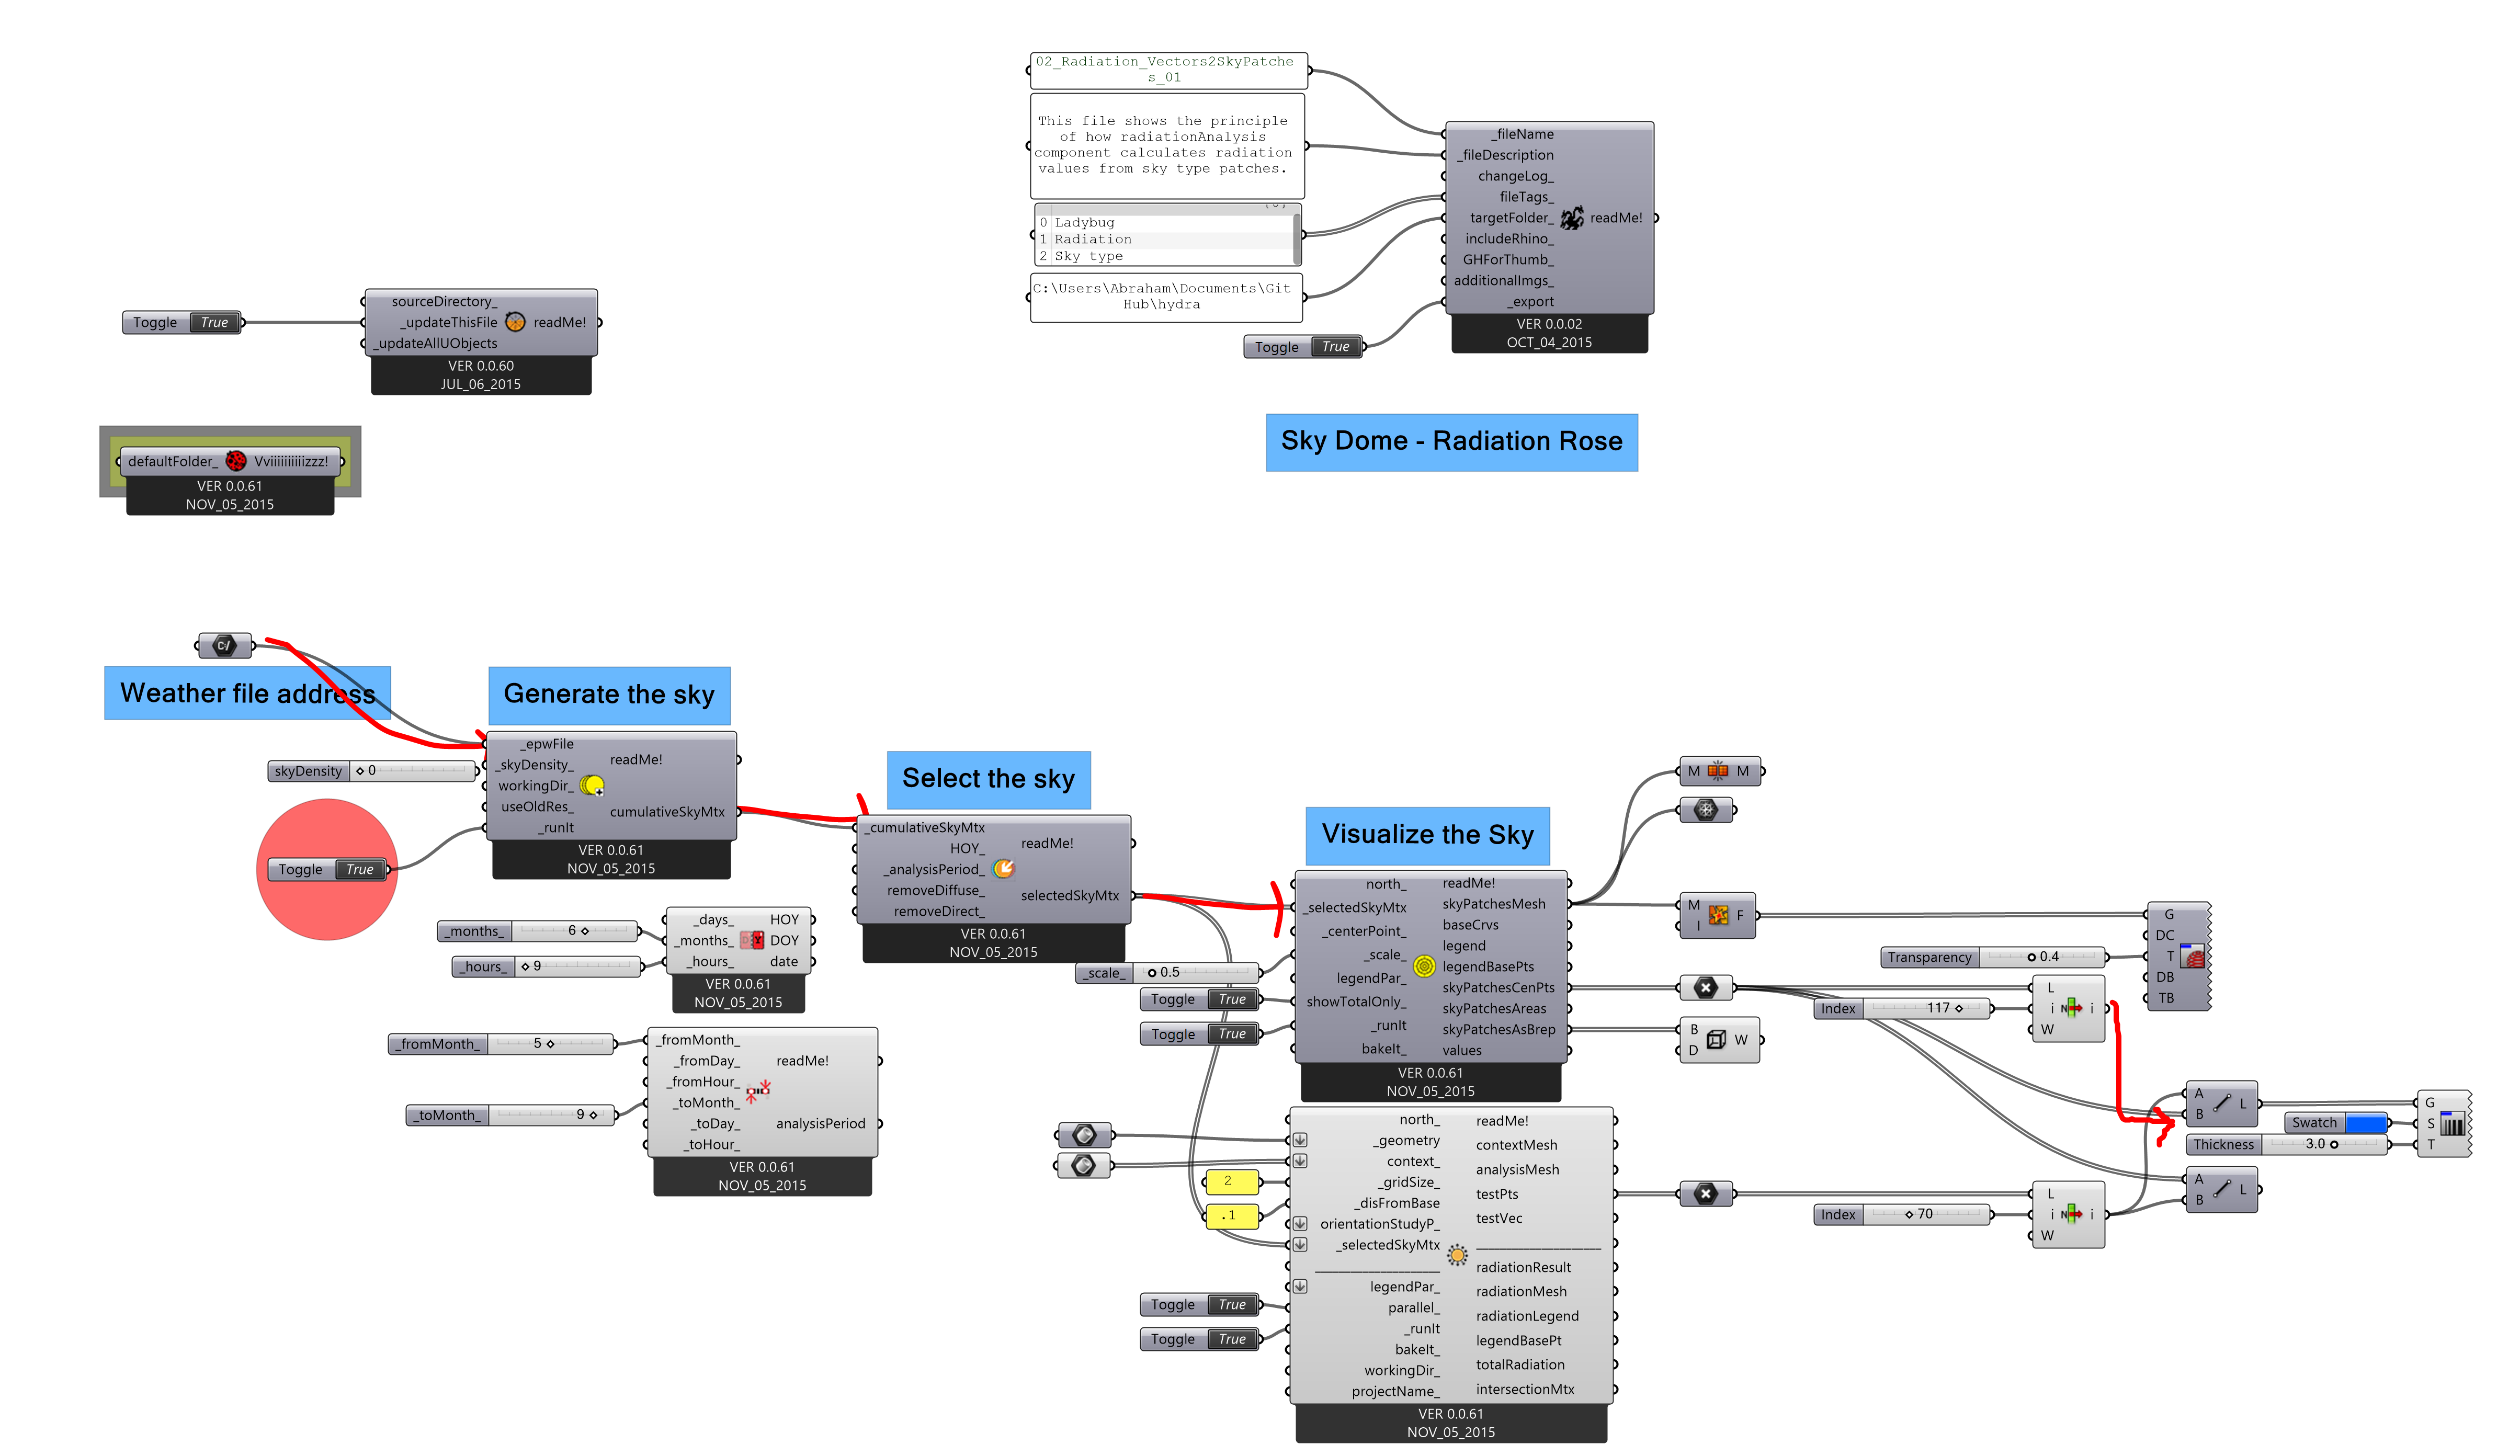 02_Radiation_Vectors2SkyPatche
s_01
This file shows the principle
of how radiationAnalysis
component calculates radiation
values from sky type patches.
0 Ladybug
1 Radiation
2 Sky type
C:\Users\Abraham\Documents\Git
Hub\hydra
Toggle True
_fileName
_fileDescription
changeLog_
fileTags_
targetFolder_ readMe!
includeRhino_
GHForThumb_
additionalImgs_
_export
VER 0.0.02
OCT_04_2015
Toggle True
sourceDirectory_
_updateThisFile readMe!
_updateAllUObjects
VER 0.0.60
JUL_06_2015
Sky Dome - Radiation Rose
defaultFolder_ Vviiiiiiiiiizzz!
VER 0.0.61
NOV_05_2015
C:/
Weather file address
Generate the sky
skyDensity 0
Toggle True
_epwFile
_skyDensity_ readMe!
workingDir_
useOldRes_ cumulativeSkyMtx
_runIt
VER 0.0.61
NOV_05_2015
Select the sky
_cumulativeSkyMtx
HOY_ readMe!
_analysisPeriod_
removeDiffuse_ selectedSkyMtx
removeDirect_
VER 0.0.61
NOV_05_2015
_months_ 6
_hours_ 9
_days_ HOY
_months_ DOY
_hours_ date
VER 0.0.61
NOV_05_2015
_fromMonth_ 5
_toMonth_ 9
_fromMonth_
_fromDay_ readMe!
_fromHour_
_toMonth_
_toDay_ analysisPeriod
_toHour_
VER 0.0.61
NOV_05_2015
Visualize the Sky
_scale_ 0.5
Toggle True
Toggle True
north_ readMe!
_selectedSkyMtx skyPatchesMesh
_centerPoint_ baseCrvs
_scale_ legend
legendPar_ legendBasePts
showTotalOnly_ skyPatchesCenPts
_runIt skyPatchesAreas
bakeIt_ skyPatchesAsBrep
values
VER 0.0.61
NOV_05_2015
2
.1
Toggle True
Toggle True
north_ readMe!
_geometry contextMesh
context_ analysisMesh
_gridSize_ testPts
_disFromBase testVec
orientationStudyP_
_selectedSkyMtx
legendPar_ radiationResult
parallel_ radiationMesh
_runIt radiationLegend
bakeIt_ legendBasePt
workingDir_ totalRadiation
projectName_ intersectionMtx
VER 0.0.61
NOV_05_2015
M M
M F
I
B W
D
Transparency 0.4
G
DC
T
DB
TB
Index 117
L
i N i
W
Index 70
L
i N i
W
A L
B
A L
B
Swatch
Thickness 3.0
G
S
T